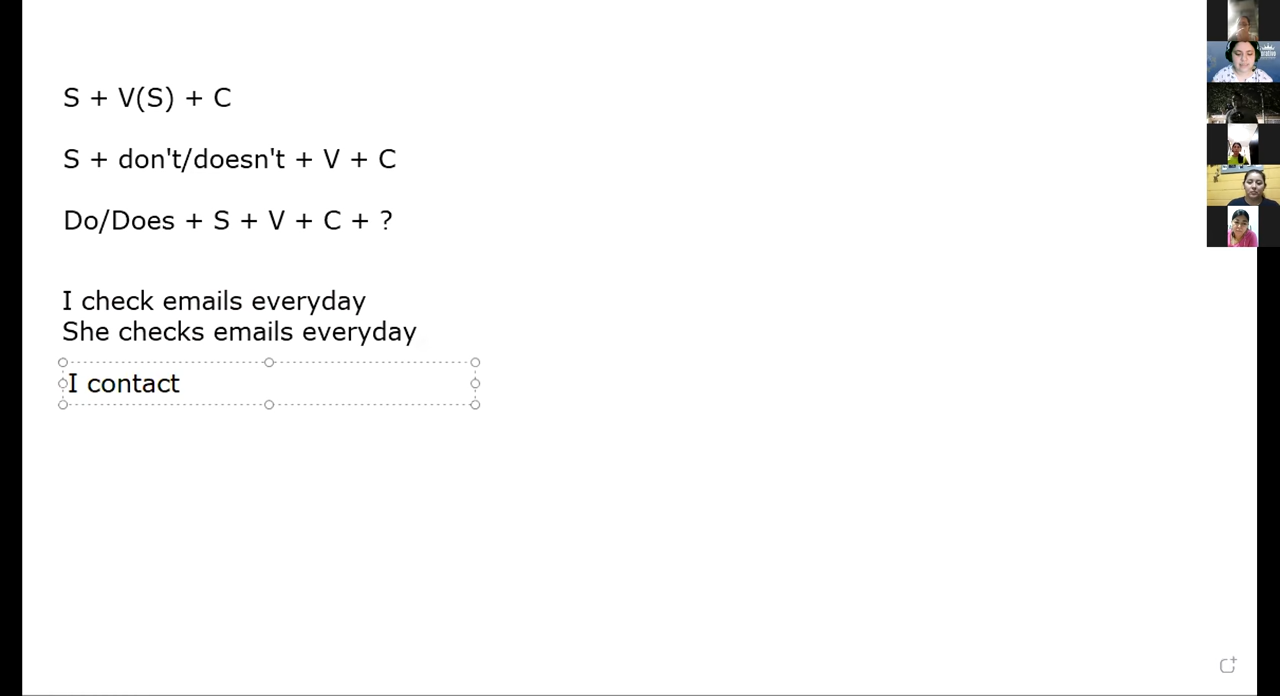 S + V(S) + C
S + don't/doesn't + V + C
Do/Does + S + V + C + ?
I check emails everyday
She checks emails everyday
I contact